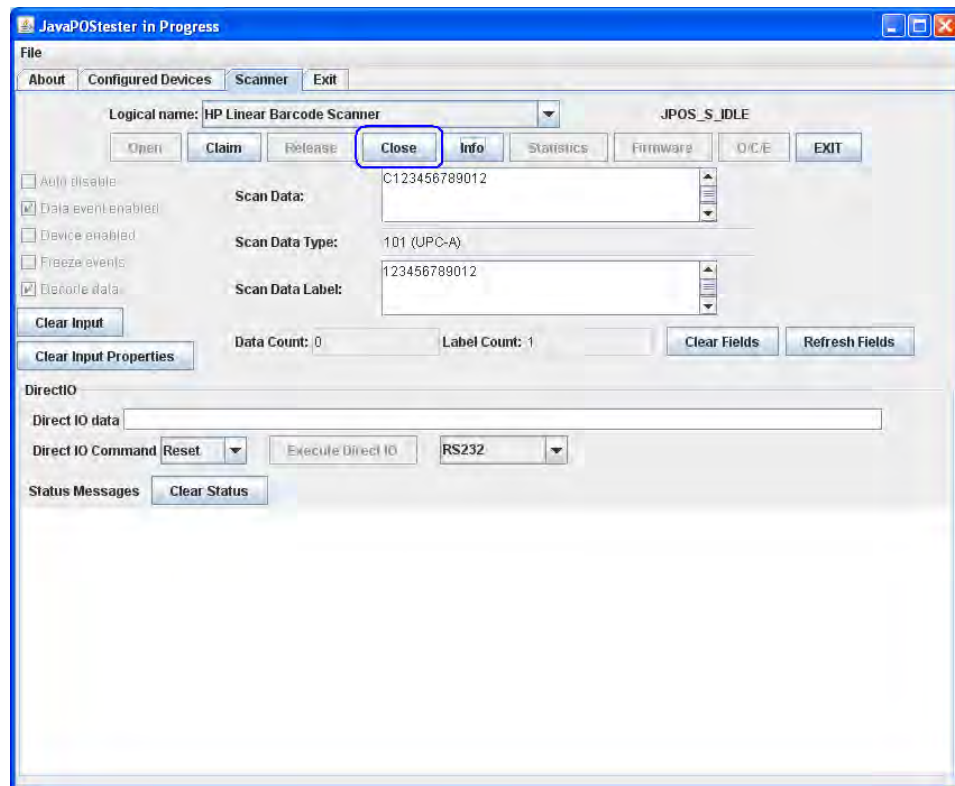 JavaPOStester in Progress
File
About Configured Devices Scanner Exit
Logical name: HP Linear Barcode Scanner JPOS_S_IDLE
Open Claim Release Close Info Statistics Firmware O/C/E EXIT
Auto disable
Data event enabled
Device enabled
Freeze events
Decode data
Scan Data: C123456789012
Scan Data Type: 101 (UPC-A)
Scan Data Label: 123456789012
Clear Input
Clear Input Properties
Data Count: 0 Label Count: 1 Clear Fields Refresh Fields
DirectIO
Direct IO data
Direct IO Command Reset Execute Direct IO RS232
Status Messages Clear Status